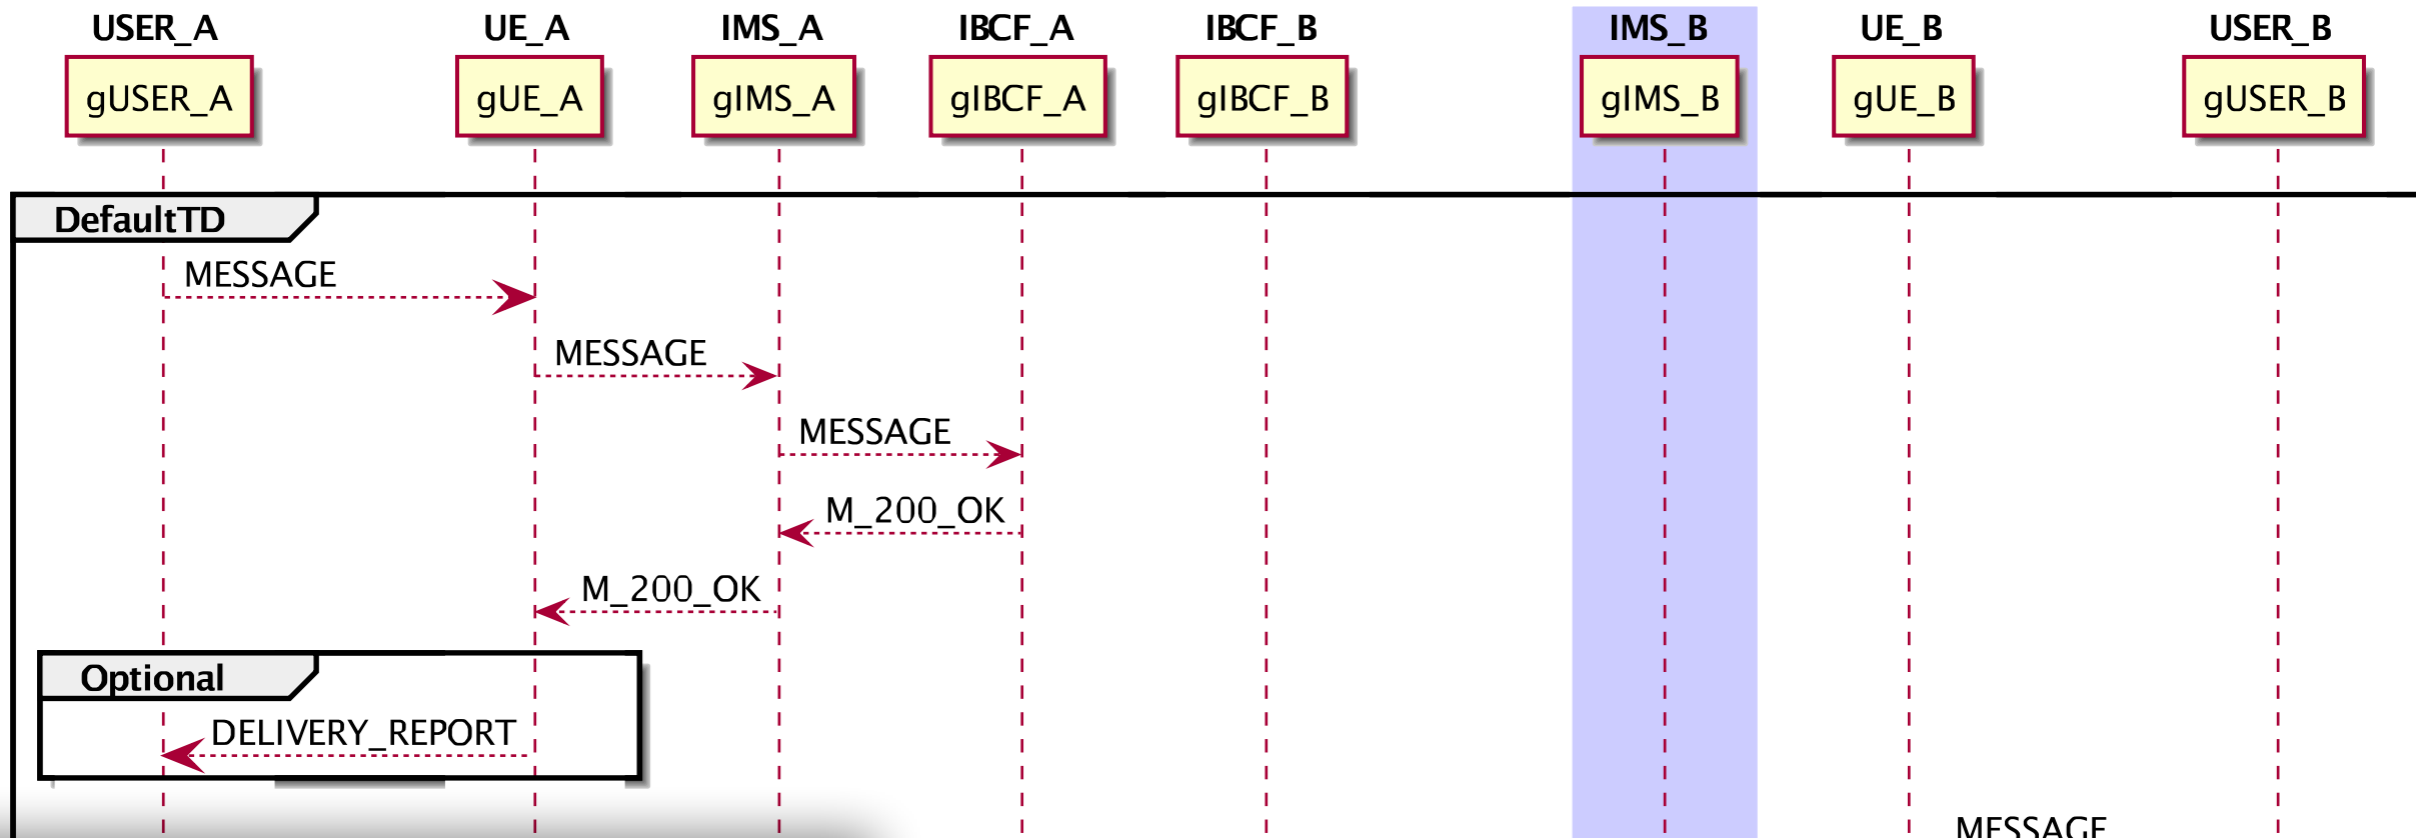 USER_A UE_A IMS_A IBCF_A IBCF_B IMS_B UE_B USER_B
gUSER_A gUE_A gIMS_A gIBCF_A gIBCF_B gIMS_B gUE_B gUSER_B
DefaultTD
MESSAGE
MESSAGE
MESSAGE
M_200_OK
M_200_OK
Optional
DELIVERY_REPORT
MESSAGE